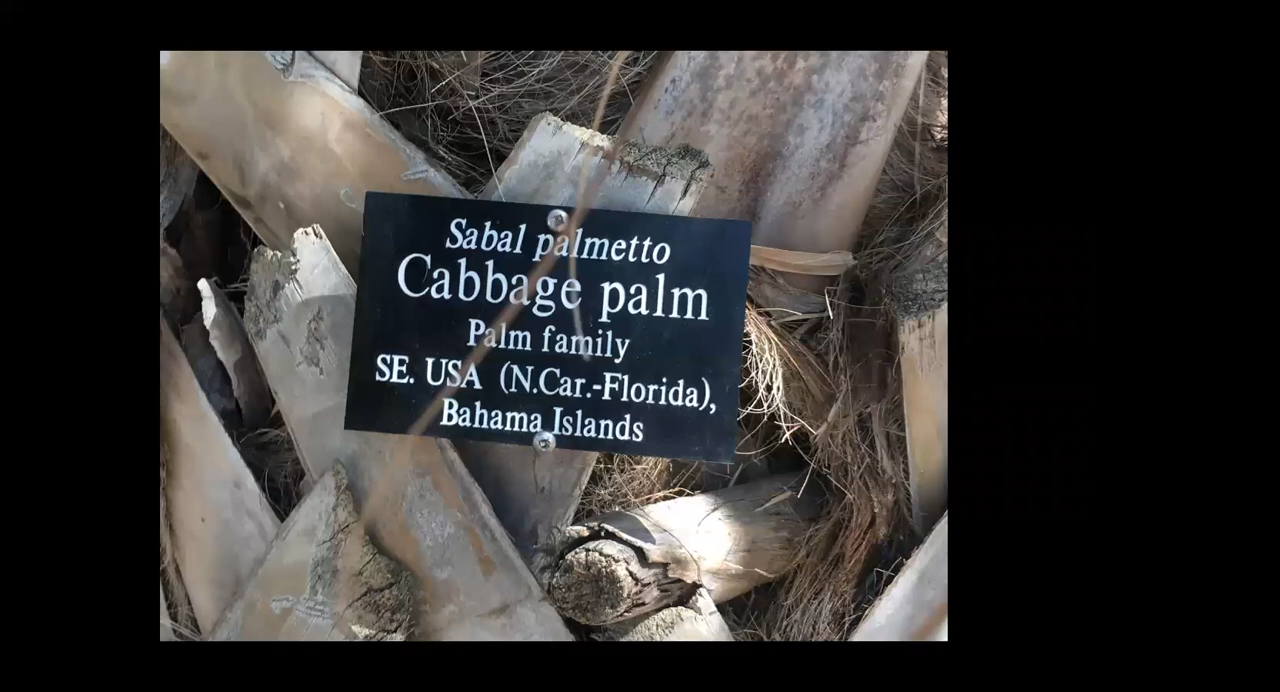 Sabal palmetto
Cabbage palm
Palm family
SE. USA (N.Car.-Florida),
Bahama Islands